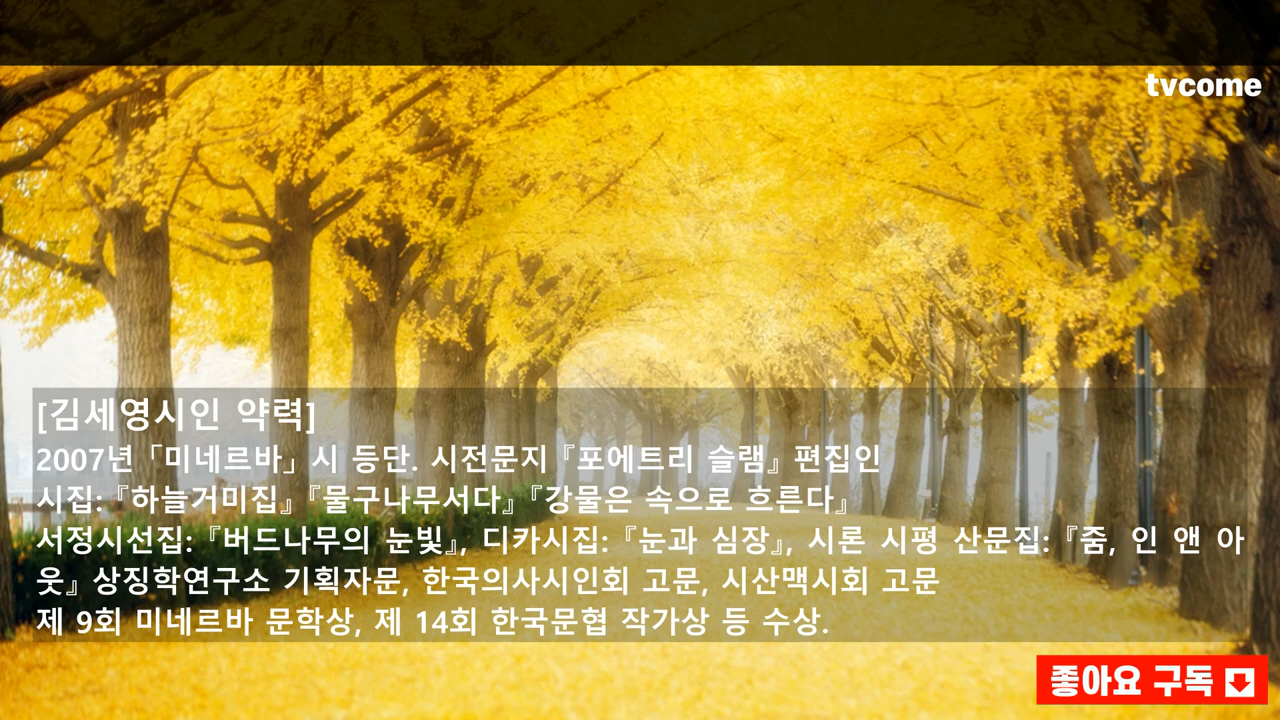 tvcome
[김세영시인 약력]
2007년 「미네르바」 시 등단. 시전문지 『포에트리 슬램』 편집인
시집: 『하늘거미집』 『물구나무서다』 『강물은 속으로 흐른다』
서정시선집: 『버드나무의 눈빛』, 디카시집: 『눈과 심장』, 시론 시평 산문집: 『줌, 인 앤 아
웃』 상징학연구소 기획자문, 한국의사시인회 고문, 시산맥시회 고문
제 9회 미네르바 문학상, 제 14회 한국문협 작가상 등 수상.
좋아요 구독